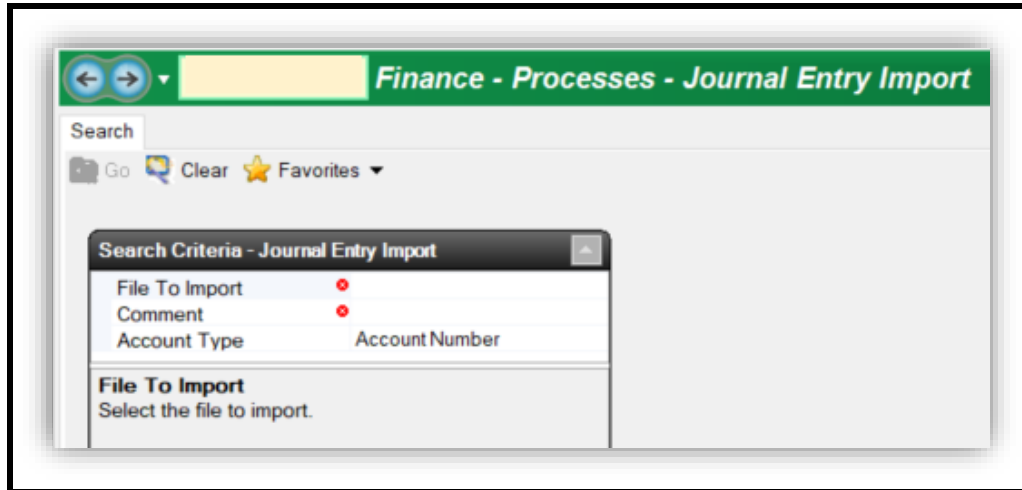 Finance - Processes - Journal Entry Import
Search
Go Clear Favorites
Search Criteria - Journal Entry Import
File To Import
Comment
Account Type Account Number
File To Import
Select the file to import.